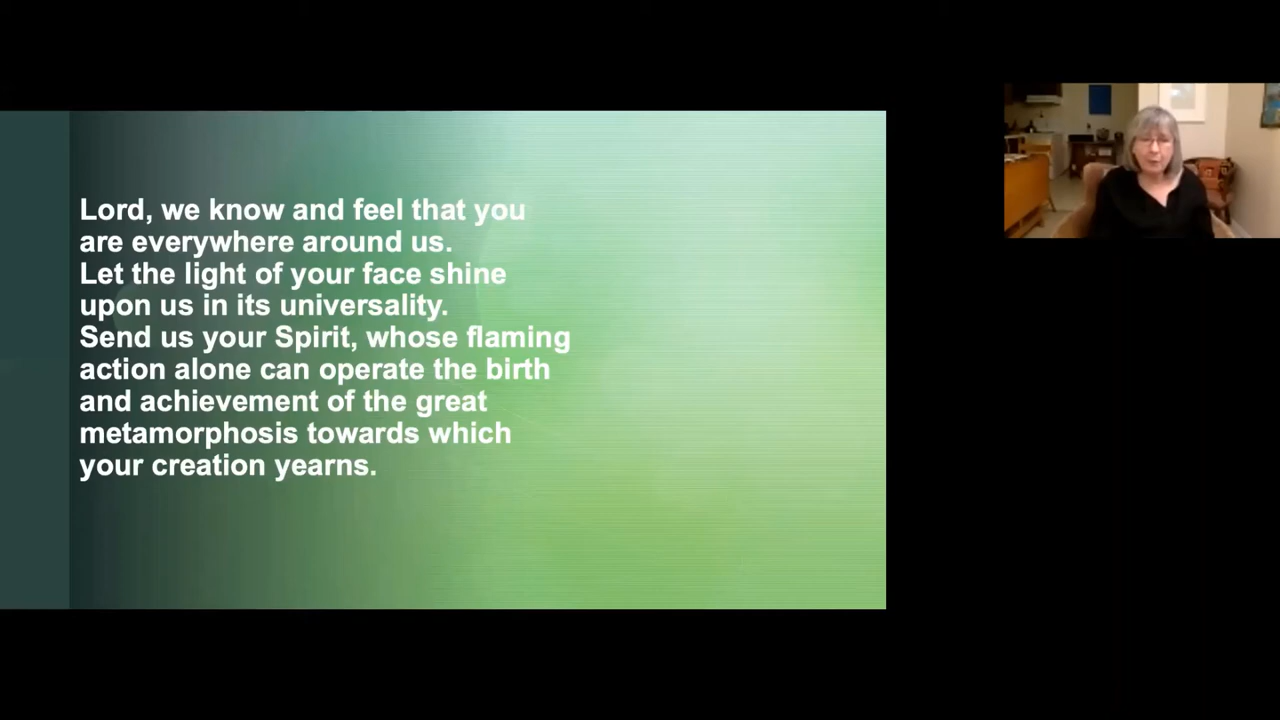 Lord, we know and feel that you
are everywhere around us.
Let the light of your face shine
upon us in its universality.
Send us your Spirit, whose flaming
action alone can operate the birth
and achievement of the great
metamorphosis towards which
your creation yearns.